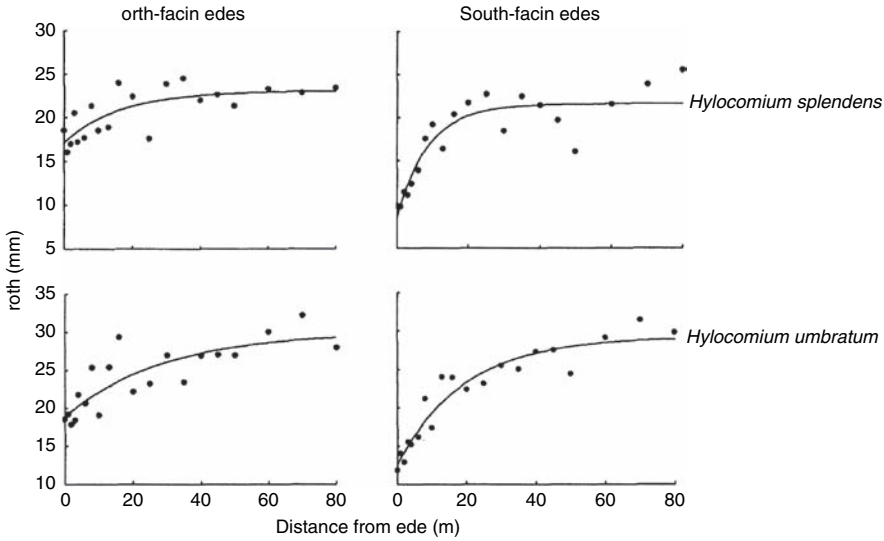 orth-facin edes South-facin edes
30
25
20
15
10
5
Hylocomium splendens
roth (mm)
35
30
25
20
15
10
Hylocomium umbratum
0 20 40 60 80 0 20 40 60 80
Distance from ede (m)